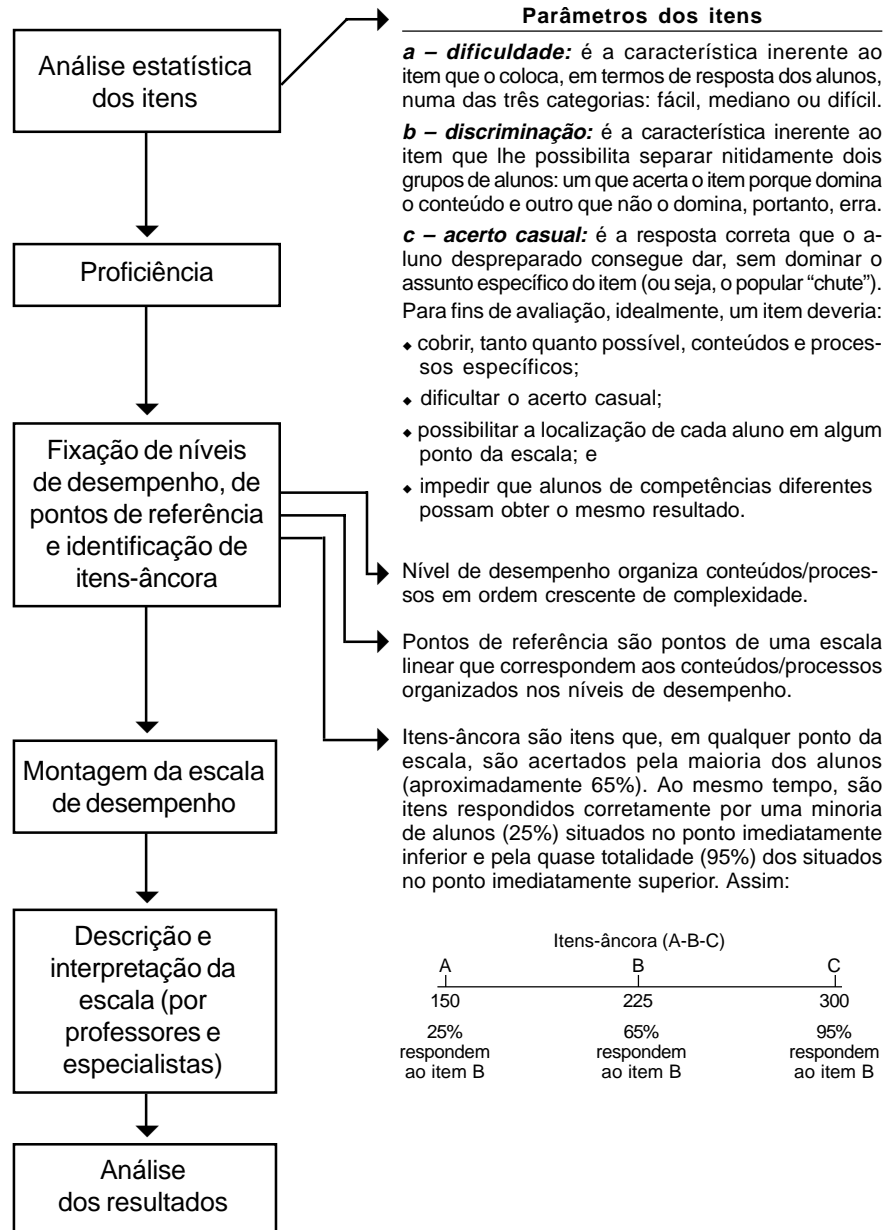 Análise estatística
dos itens
Proficiência
Fixação de níveis
de desempenho, de
pontos de referência
e identificação de
itens-âncora
Montagem da escala
de desempenho
Descrição e
interpretação da
escala (por
professores e
especialistas)
Análise
dos resultados
Parâmetros dos itens
a – dificuldade: é a característica inerente ao
item que o coloca, em termos de resposta dos alunos,
numa das três categorias: fácil, mediano ou difícil.
b – discriminação: é a característica inerente ao
item que lhe possibilita separar nitidamente dois
grupos de alunos: um que acerta o item porque domina
o conteúdo e outro que não o domina, portanto, erra.
c – acerto casual: é a resposta correta que o a-
luno despreparado consegue dar, sem dominar o
assunto específico do item (ou seja, o popular “chute”).
Para fins de avaliação, idealmente, um item deveria:
◆ cobrir, tanto quanto possível, conteúdos e proces-
sos específicos;
◆ dificultar o acerto casual;
◆ possibilitar a localização de cada aluno em algum
ponto da escala; e
◆ impedir que alunos de competências diferentes
possam obter o mesmo resultado.
Nível de desempenho organiza conteúdos/proces-
sos em ordem crescente de complexidade.
Pontos de referência são pontos de uma escala
linear que correspondem aos conteúdos/processos
organizados nos níveis de desempenho.
Itens-âncora são itens que, em qualquer ponto da
escala, são acertados pela maioria dos alunos
(aproximadamente 65%). Ao mesmo tempo, são
itens respondidos corretamente por uma minoria
de alunos (25%) situados no ponto imediatamente
inferior e pela quase totalidade (95%) dos situados
no ponto imediatamente superior. Assim:
Itens-âncora (A-B-C)
A B C
150 225 300
25% 65% 95%
respondem respondem respondem
ao item B ao item B ao item B